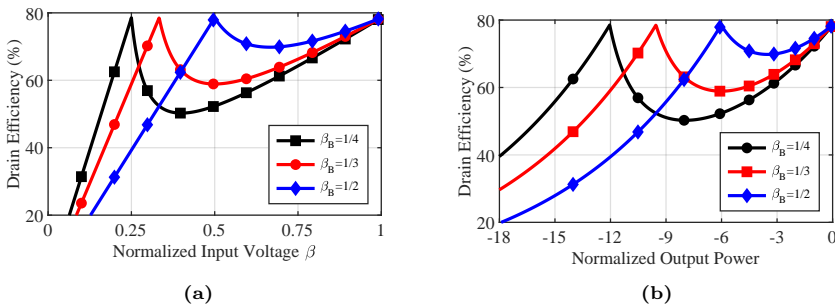 Drain Efficiency (%)
80
60
40
20
0
0.25
0.5
0.75
1
Normalized Input Voltage β
β_B=1/4
β_B=1/3
β_B=1/2
(a)
Drain Efficiency (%)
80
60
40
20
-18
-15
-12
-9
-6
-3
0
Normalized Output Power
β_B=1/4
β_B=1/3
β_B=1/2
(b)